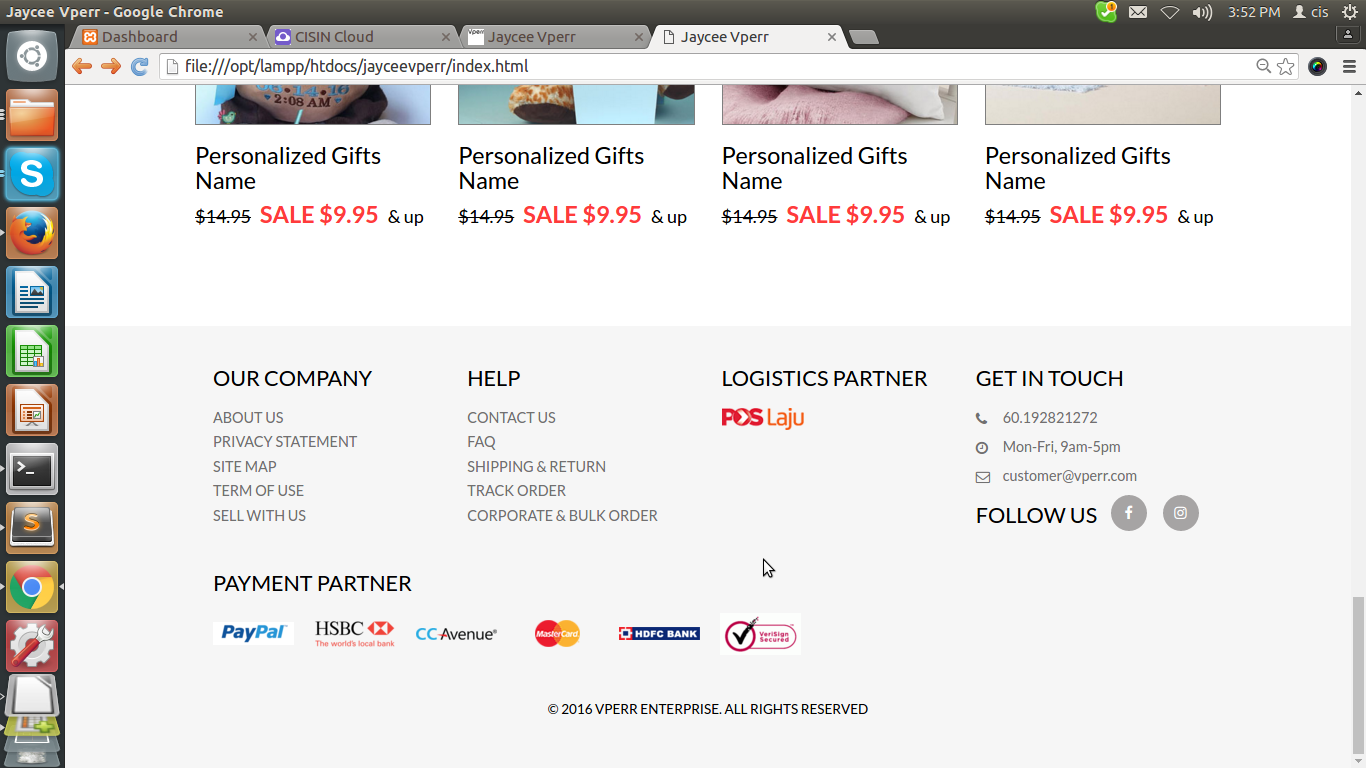 Jaycee Vperr - Google Chrome
3:52 PM
cis
Dashboard
CISIN Cloud
Jaycee Vperr
Jaycee Vperr
file:///opt/lampp/htdocs/jayceevperr/index.html
06·14·16
2:08 AM
Personalized Gifts Name
Personalized Gifts Name
Personalized Gifts Name
Personalized Gifts Name
$14.95 SALE $9.95 & up
$14.95 SALE $9.95 & up
$14.95 SALE $9.95 & up
$14.95 SALE $9.95 & up
OUR COMPANY
ABOUT US
PRIVACY STATEMENT
SITE MAP
TERM OF USE
SELL WITH US
HELP
CONTACT US
FAQ
SHIPPING & RETURN
TRACK ORDER
CORPORATE & BULK ORDER
LOGISTICS PARTNER
POS Laju
GET IN TOUCH
60.192821272
Mon-Fri, 9am-5pm
customer@vperr.com
FOLLOW US
PAYMENT PARTNER
PayPal
HSBC
The world's local bank
CCAvenue
MasterCard
HDFC BANK
VeriSign
Secured
© 2016 VPERR ENTERPRISE. ALL RIGHTS RESERVED